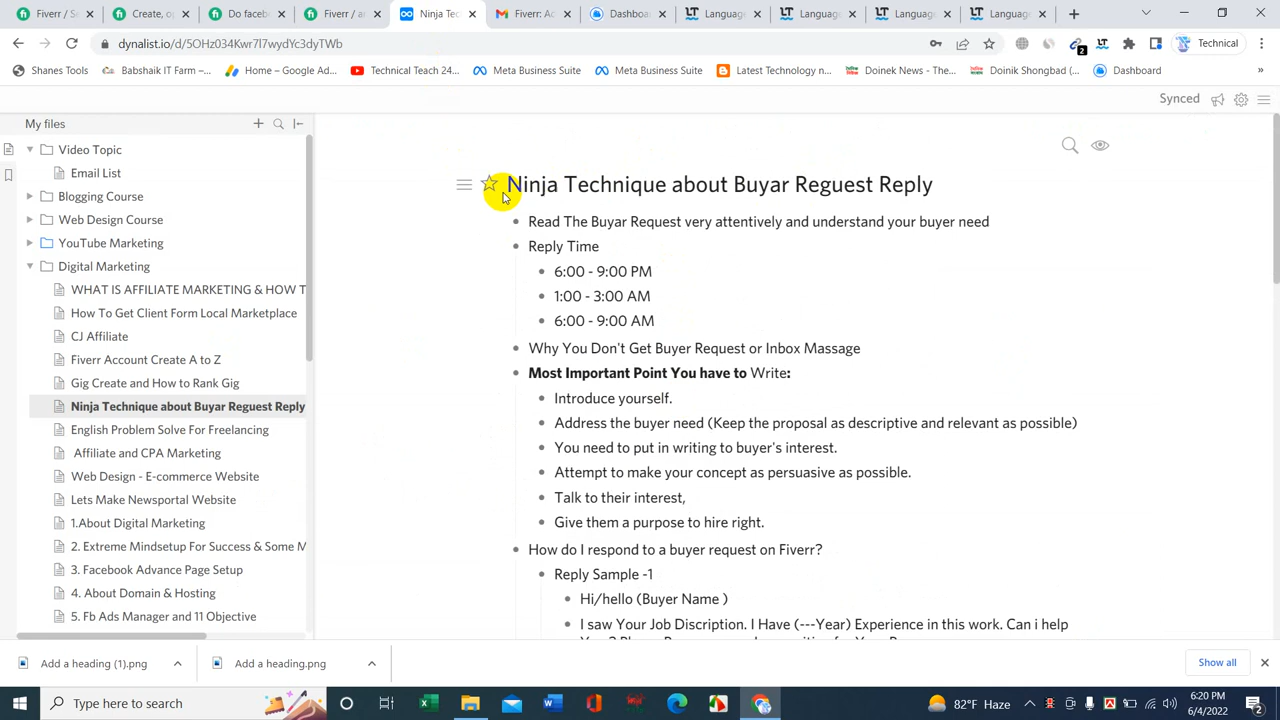 Fiverr /
Create, op
Do facebo
Fiverr / a
Ninja Tec
Fiverr /
Dashboard
Language
Language
Language
Language
dynalist.io/d/5OHz034Kwr7l7wydYc3dyTWb
2
Technical
Shanes Tools
Babshaik IT Farm –...
Home – Google Ad...
Technical Teach 24...
Meta Business Suite
Meta Business Suite
Latest Technology n...
Doinek News - The...
Doinik Shongbad (...
Dashboard
»
Synced
My files
Video Topic
Email List
Blogging Course
Web Design Course
YouTube Marketing
Digital Marketing
WHAT IS AFFILIATE MARKETING & HOW T
How To Get Client Form Local Marketplace
CJ Affiliate
Fiverr Account Create A to Z
Gig Create and How to Rank Gig
Ninja Technique about Buyar Reguest Reply
English Problem Solve For Freelancing
Affiliate and CPA Marketing
Web Design - E-commerce Website
Lets Make Newsportal Website
1.About Digital Marketing
2. Extreme Mindsetup For Success & Some M
3. Facebook Advance Page Setup
4. About Domain & Hosting
5. Fb Ads Manager and 11 Objective
Ninja Technique about Buyar Reguest Reply
Read The Buyar Request very attentively and understand your buyer need
Reply Time
6:00 - 9:00 PM
1:00 - 3:00 AM
6:00 - 9:00 AM
Why You Don't Get Buyer Request or Inbox Massage
Most Important Point You have to Write:
Introduce yourself.
Address the buyer need (Keep the proposal as descriptive and relevant as possible)
You need to put in writing to buyer's interest.
Attempt to make your concept as persuasive as possible.
Talk to their interest,
Give them a purpose to hire right.
How do I respond to a buyer request on Fiverr?
Reply Sample -1
Hi/hello (Buyer Name )
I saw Your Job Discription. I Have (---Year) Experience in this work. Can i help
Add a heading (1).png
Add a heading.png
Show all
Type here to search
82°F Haze
6:20 PM
6/4/2022
2